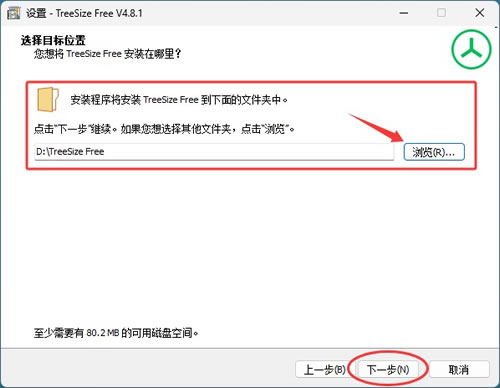 设置 - TreeSize Free V4.8.1
选择目标位置
您想将 TreeSize Free 安装在哪里？
安装程序将安装 TreeSize Free 到下面的文件夹中。
点击“下一步”继续。如果您想选择其他文件夹，点击“浏览”。
D:\TreeSize Free
浏览(R)...
至少需要有 80.2 MB 的可用磁盘空间。
上一步(B)
下一步(N)
取消